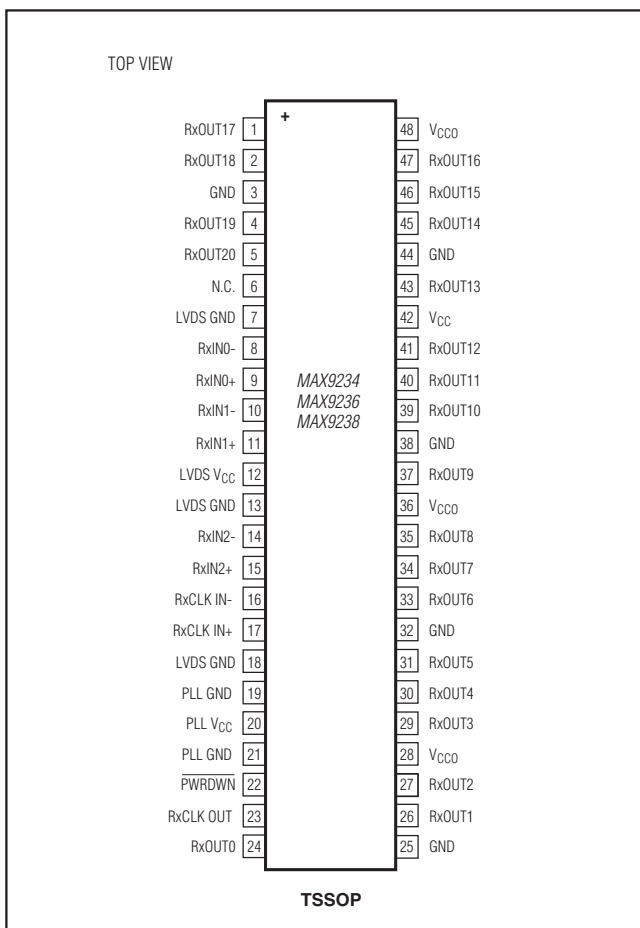 TOP VIEW
+
RxOUT17 1 48 VCCO
RxOUT18 2 47 RxOUT16
GND 3 46 RxOUT15
RxOUT19 4 45 RxOUT14
RxOUT20 5 44 GND
N.C. 6 43 RxOUT13
LVDS GND 7 42 VCC
RxIN0- 8 41 RxOUT12
RxIN0+ 9 MAX9234 40 RxOUT11
RxIN1- 10 MAX9236 39 RxOUT10
MAX9238
RxIN1+ 11 38 GND
LVDS VCC 12 37 RxOUT9
LVDS GND 13 36 VCCO
RxIN2- 14 35 RxOUT8
RxIN2+ 15 34 RxOUT7
RxCLK IN- 16 33 RxOUT6
RxCLK IN+ 17 32 GND
LVDS GND 18 31 RxOUT5
PLL GND 19 30 RxOUT4
PLL VCC 20 29 RxOUT3
PLL GND 21 28 VCCO
PWRDWN 22 27 RxOUT2
RxCLK OUT 23 26 RxOUT1
RxOUT0 24 25 GND
TSSOP